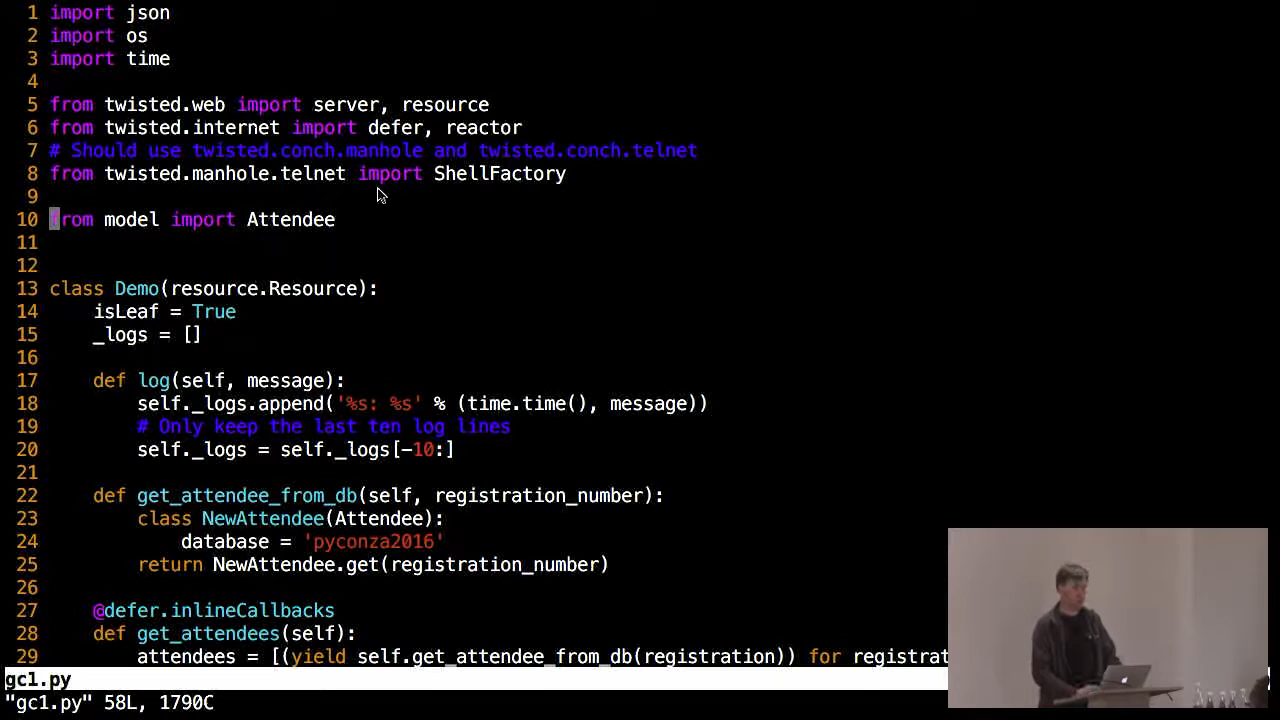 1 import json
2 import os
3 import time
4
5 from twisted.web import server, resource
6 from twisted.internet import defer, reactor
7 # Should use twisted.conch.manhole and twisted.conch.telnet
8 from twisted.manhole.telnet import ShellFactory
9
10 from model import Attendee
11
12
13 class Demo(resource.Resource):
14     isLeaf = True
15     _logs = []
16
17     def log(self, message):
18         self._logs.append('%s: %s' % (time.time(), message))
19         # Only keep the last ten log lines
20         self._logs = self._logs[-10:]
21
22     def get_attendee_from_db(self, registration_number):
23         class NewAttendee(Attendee):
24             database = 'pyconza2016'
25         return NewAttendee.get(registration_number)
26
27     @defer.inlineCallbacks
28     def get_attendees(self):
29         attendees = [(yield self.get_attendee_from_db(registration)) for registrat
gc1.py
"gc1.py" 58L, 1790C